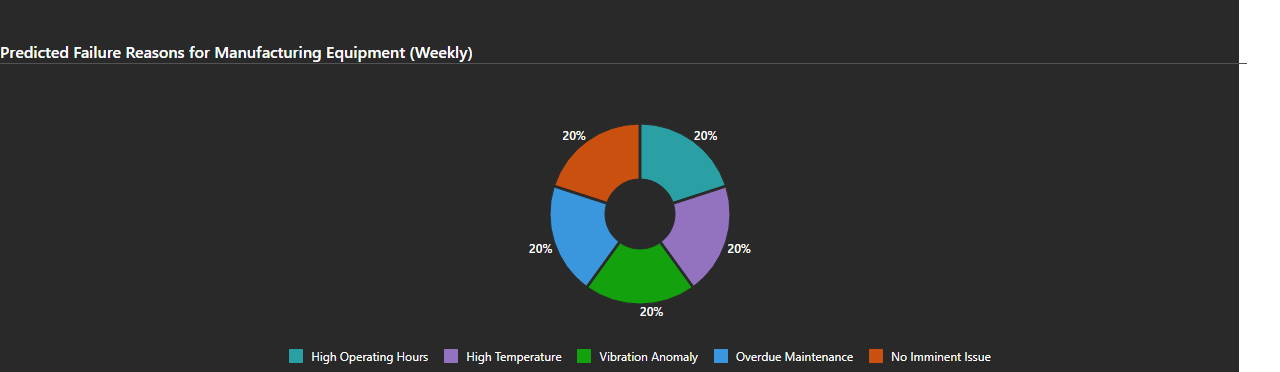 Predicted Failure Reasons for Manufacturing Equipment (Weekly)
20% 20%
20% 20%
20%
High Operating Hours High Temperature Vibration Anomaly Overdue Maintenance No Imminent Issue